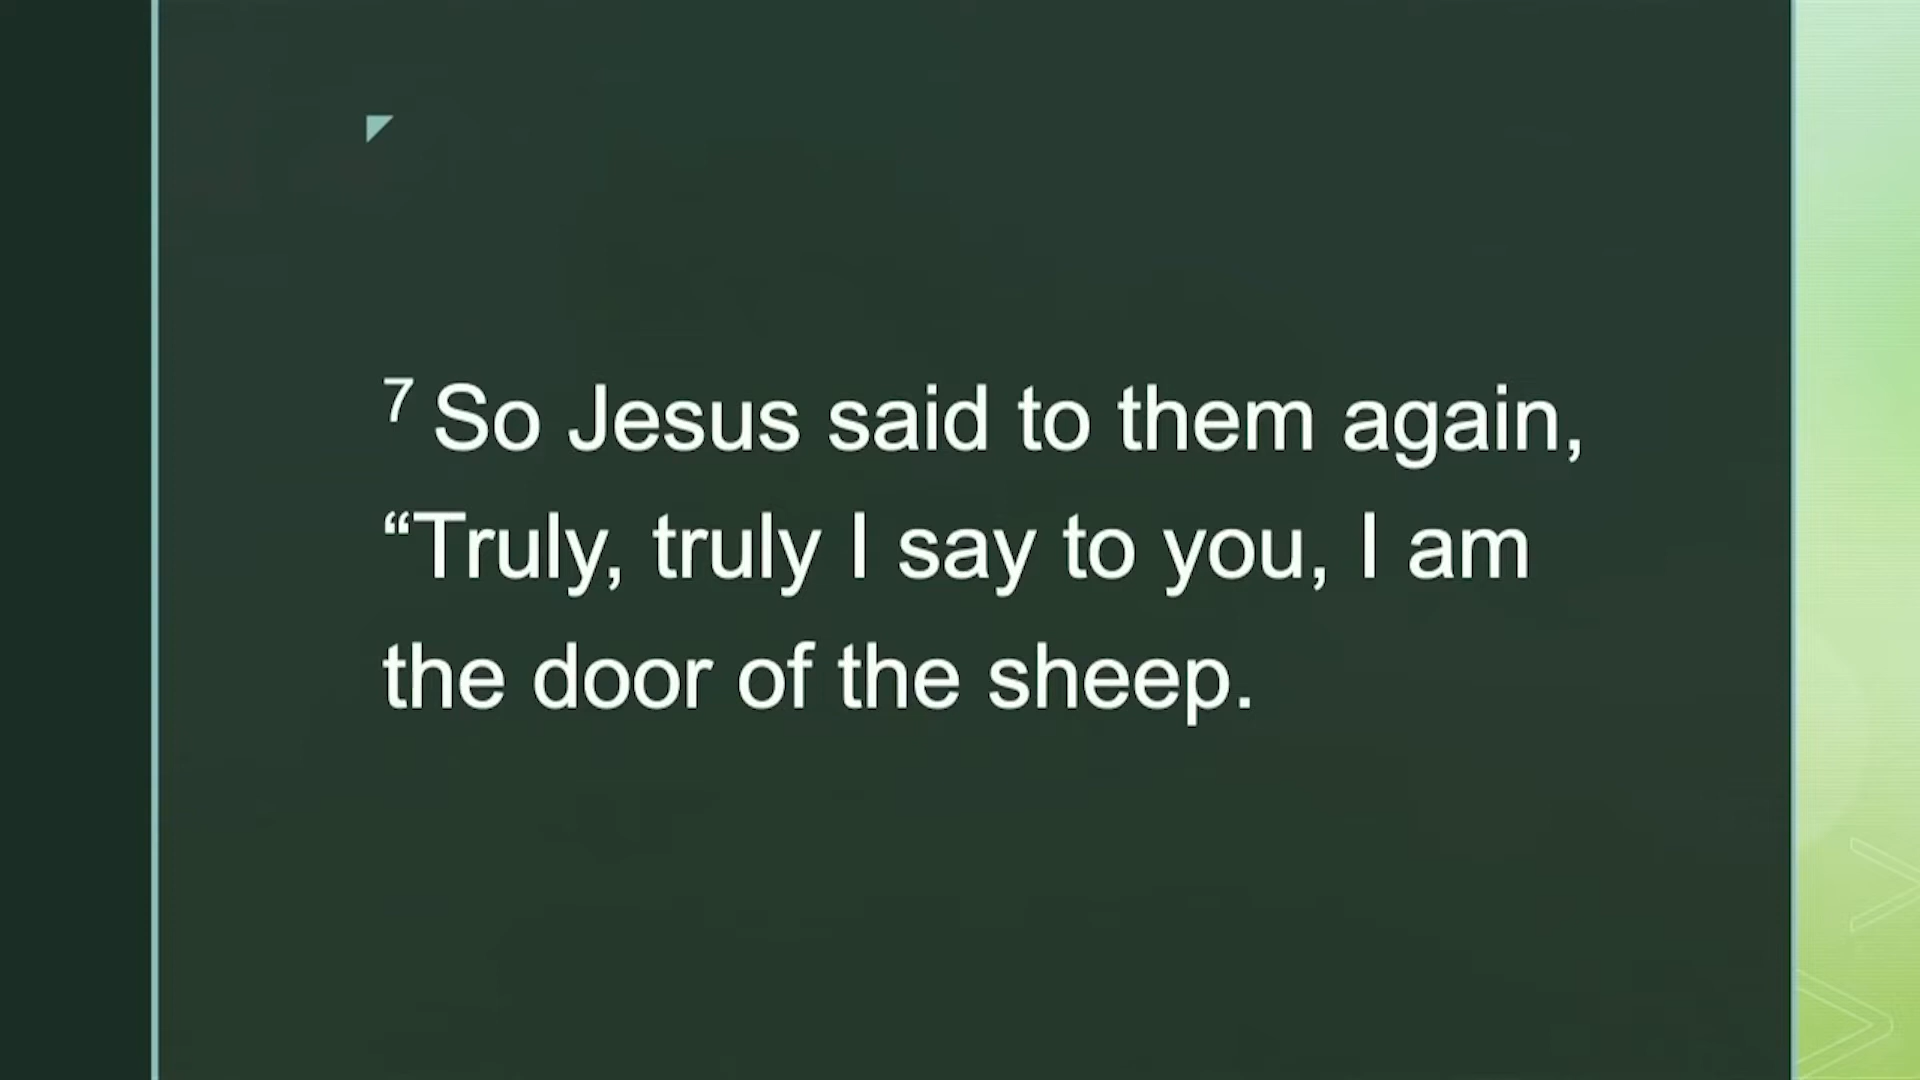 7 So Jesus said to them again,
“Truly, truly I say to you, I am
the door of the sheep.